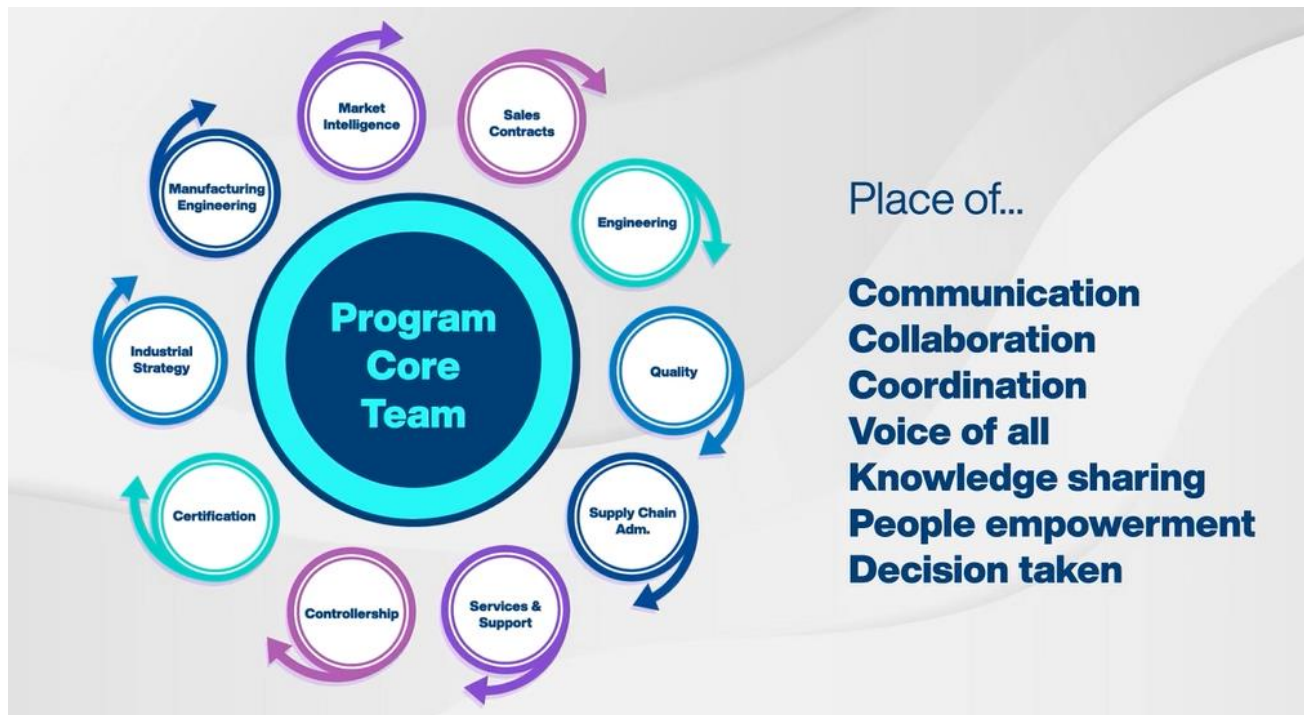 Market
Intelligence
Sales
Contracts
Manufacturing
Engineering
Engineering
Program
Core
Team
Industrial
Strategy
Quality
Certification
Supply Chain
Adm.
Controllership
Services &
Support
Place of...
Communication
Collaboration
Coordination
Voice of all
Knowledge sharing
People empowerment
Decision taken